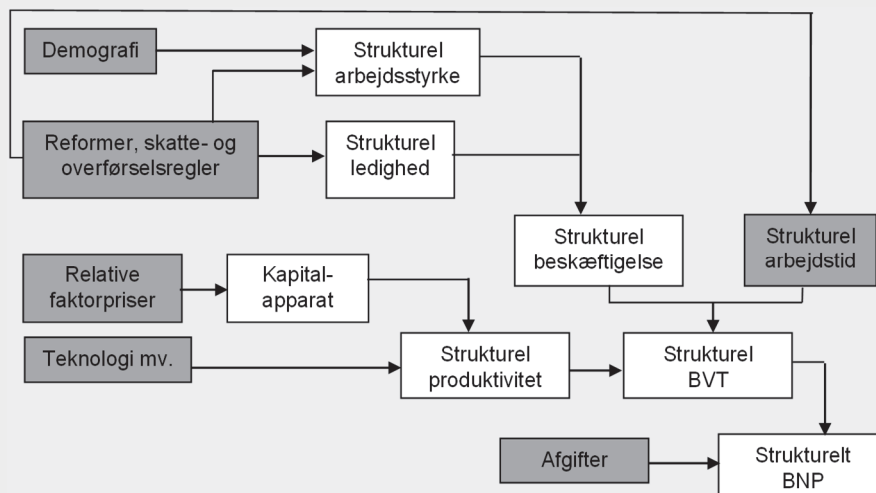 Demografi
Strukturel
arbejdsstyrke
Reformer, skatte- og
overførselsregler
Strukturel
ledighed
Strukturel
beskæftigelse
Strukturel
arbejdstid
Relative
faktorpriser
Kapital-
apparat
Teknologi mv.
Strukturel
produktivitet
Strukturel
BVT
Afgifter
Strukturelt
BNP